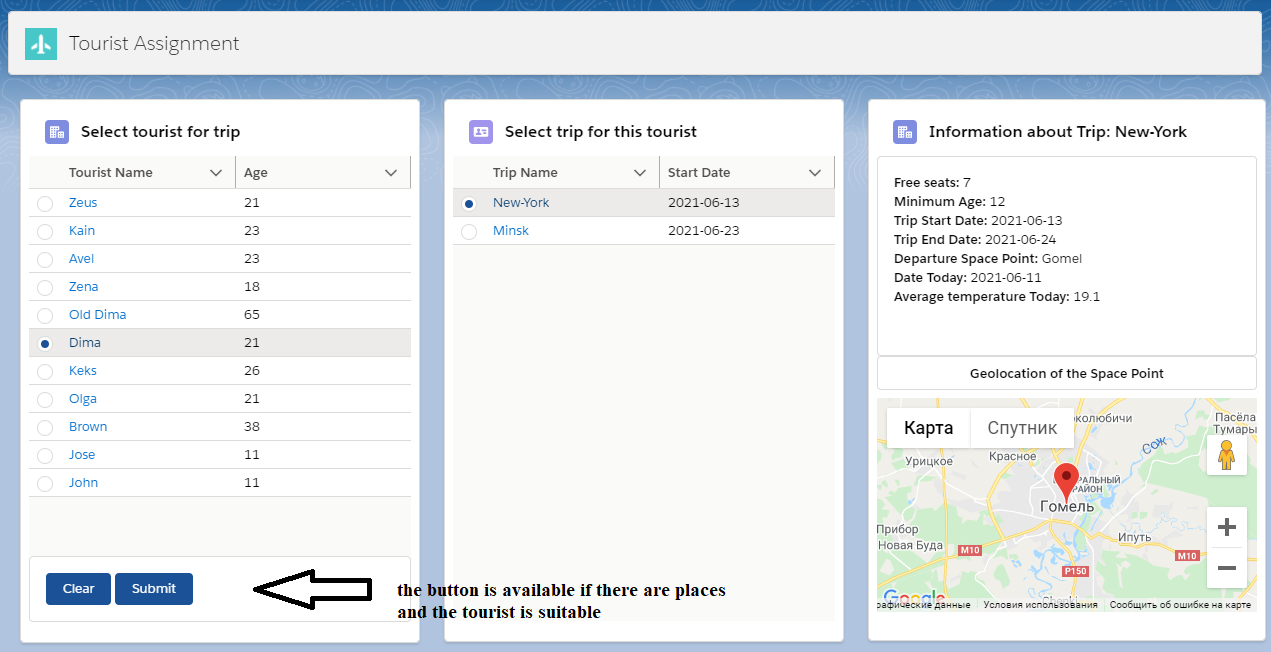 Tourist Assignment
Select tourist for trip
Tourist Name Age
Zeus 21
Kain 23
Avel 23
Zena 18
Old Dima 65
Dima 21
Keks 26
Olga 21
Brown 38
Jose 11
John 11
Clear Submit
the button is available if there are places
and the tourist is suitable
Select trip for this tourist
Trip Name Start Date
New-York 2021-06-13
Minsk 2021-06-23
Information about Trip: New-York
Free seats: 7
Minimum Age: 12
Trip Start Date: 2021-06-13
Trip End Date: 2021-06-24
Departure Space Point: Gomel
Date Today: 2021-06-11
Average temperature Today: 19.1
Geolocation of the Space Point
Карта Спутник
Пасёла
Тумары
Сож
Урицкое
Красное
РАЙОН
Гомель
Прибор
Новая Буда
Ипуть
M10
M10
P150
Google
Условия использования
Сообщить об ошибке на карте